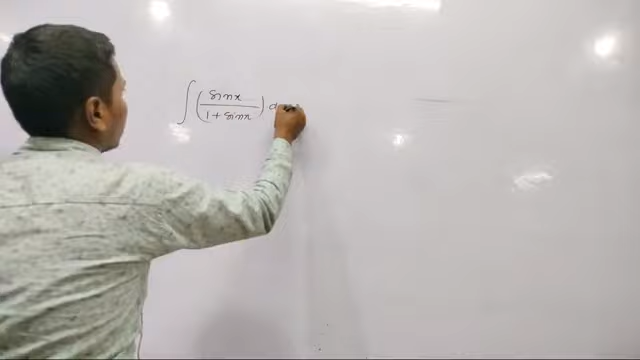 ∫ (sinx / 1 + sinx) · d